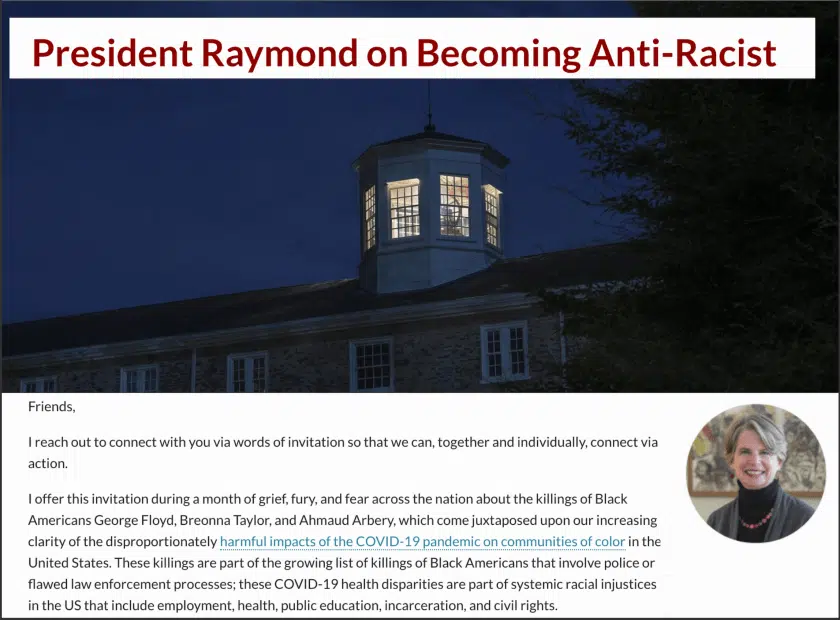 President Raymond on Becoming Anti-Racist
Friends,
I reach out to connect with you via words of invitation so that we can, together and individually, connect via
action.
I offer this invitation during a month of grief, fury, and fear across the nation about the killings of Black
Americans George Floyd, Breonna Taylor, and Ahmaud Arbery, which come juxtaposed upon our increasing
clarity of the disproportionately harmful impacts of the COVID-19 pandemic on communities of color in the
United States. These killings are part of the growing list of killings of Black Americans that involve police or
flawed law enforcement processes; these COVID-19 health disparities are part of systemic racial injustices
in the US that include employment, health, public education, incarceration, and civil rights.